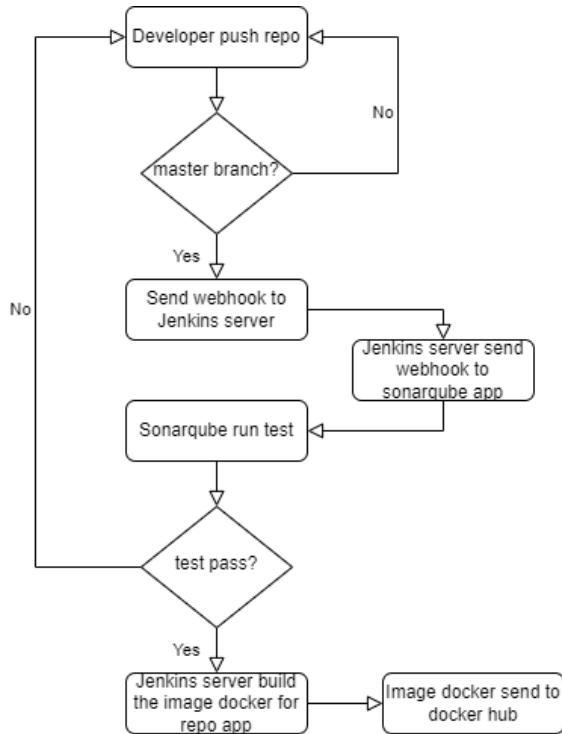 Developer push repo
No
master branch?
Yes
Send webhook to
Jenkins server
No
Jenkins server send
webhook to
sonarqube app
Sonarqube run test
test pass?
Yes
Jenkins server build
the image docker for
repo app
Image docker send to
docker hub